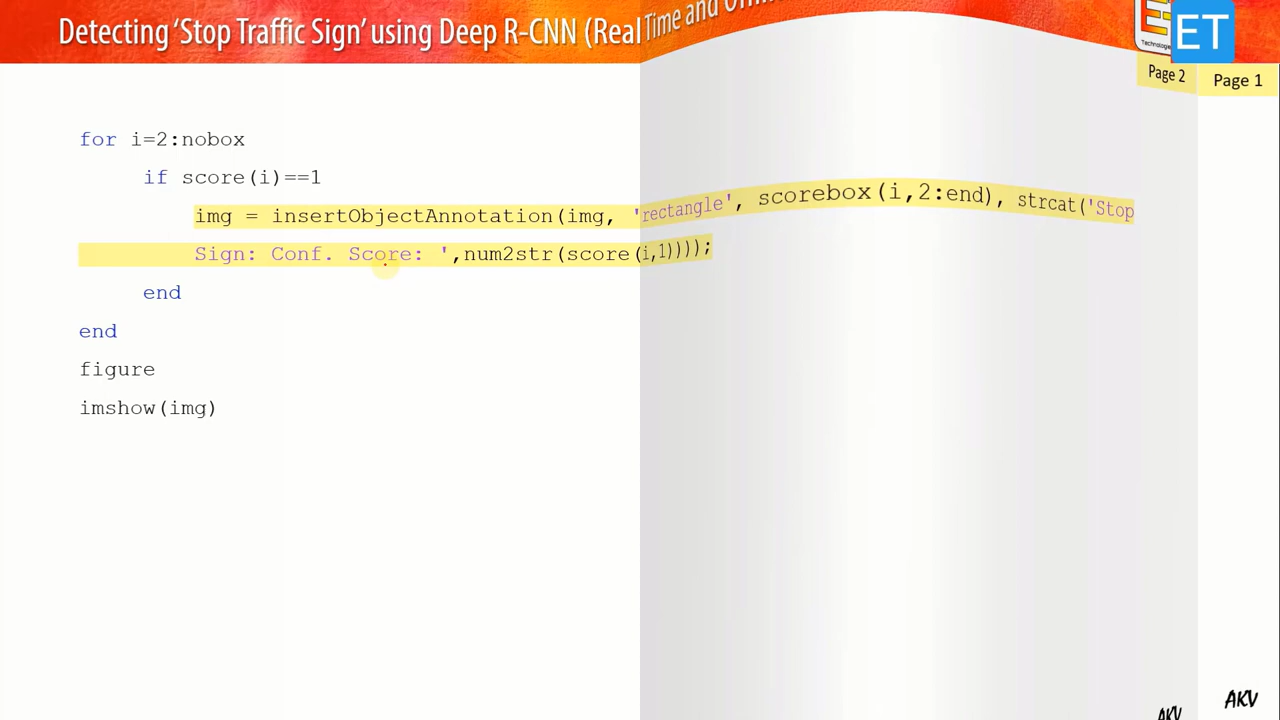 Detecting ‘Stop Traffic Sign’ using Deep R-CNN (Real Time and
ET
Technologies
Page 2
Page 1
for i=2:nobox
if score(i)==1
img = insertObjectAnnotation(img, 'rectangle', scorebox(i,2:end), strcat('Stop
Sign: Conf. Score: ',num2str(score(i,1))));
end
end
figure
imshow(img)
AKV
AKV